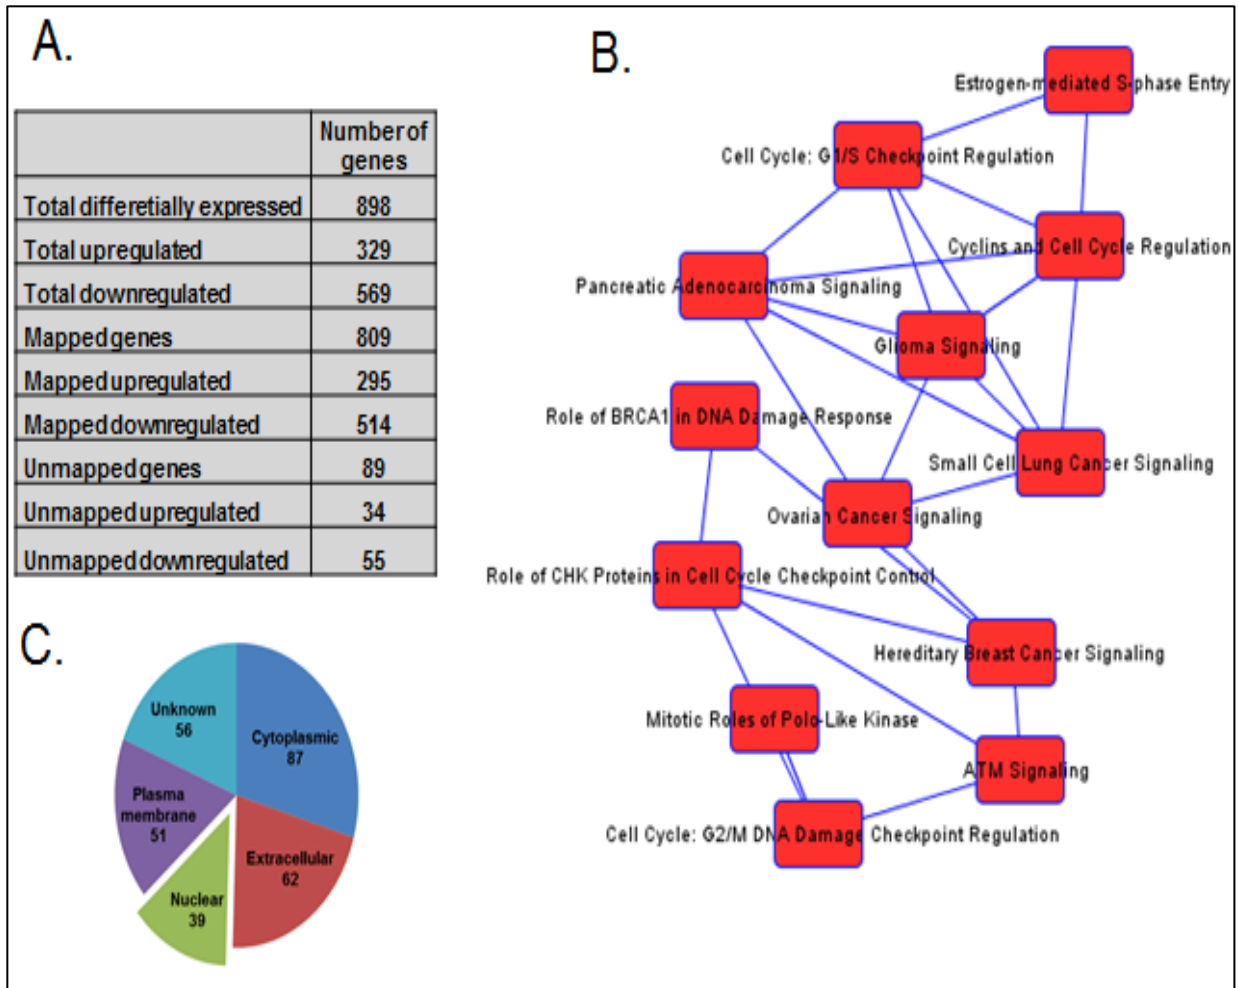 A.
Number of
genes
Total differetially expressed 898
Total upregulated 329
Total downregulated 569
Mapped genes 809
Mapped upregulated 295
Mapped downregulated 514
Unmapped genes 89
Unmapped upregulated 34
Unmapped downregulated 55
B.
Estrogen-mediated S-phase Entry
Cell Cycle: G1/S Checkpoint Regulation
Cyclins and Cell Cycle Regulation
Pancreatic Adenocarcinoma Signaling
Glioma Signaling
Role of BRCA1 in DNA Damage Response
Small Cell Lung Cancer Signaling
Ovarian Cancer Signaling
Role of CHK Proteins in Cell Cycle Checkpoint Control
Hereditary Breast Cancer Signaling
Mitotic Roles of Polo-Like Kinase
ATM Signaling
Cell Cycle: G2/M DNA Damage Checkpoint Regulation
C.
Unknown
56
Cytoplasmic
87
Plasma
membrane
51
Extracellular
62
Nuclear
39